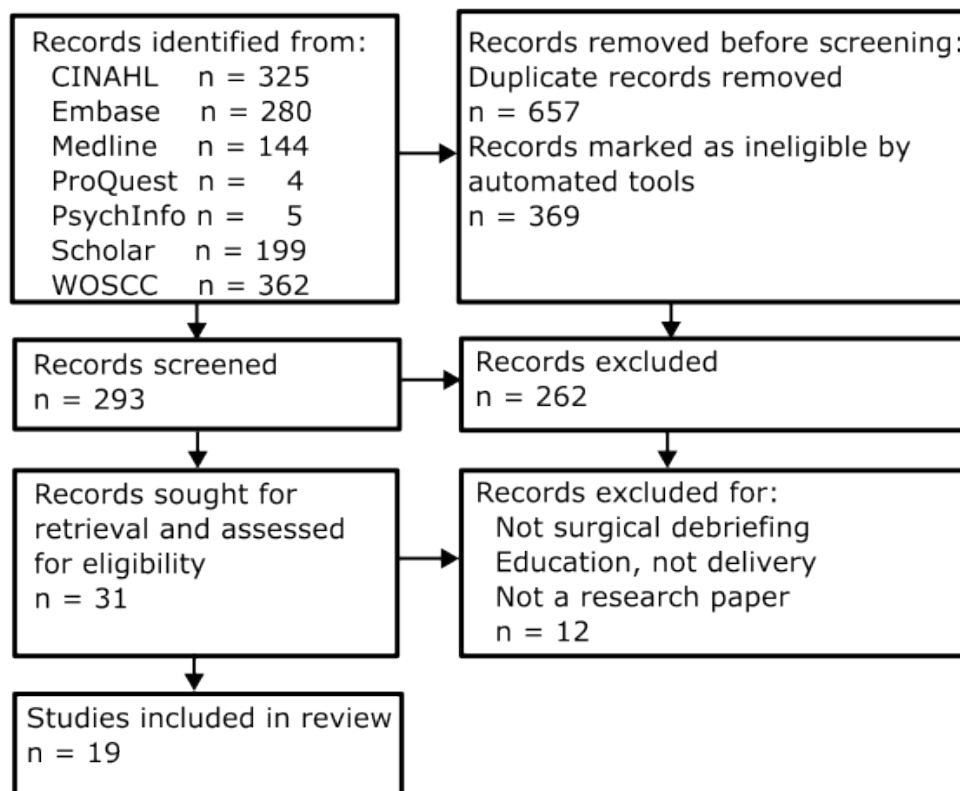 Records identified from:
CINAHL n = 325
Embase n = 280
Medline n = 144
ProQuest n = 4
PsychInfo n = 5
Scholar n = 199
WOSCC n = 362
Records removed before screening:
Duplicate records removed
n = 657
Records marked as ineligible by
automated tools
n = 369
Records screened
n = 293
Records excluded
n = 262
Records sought for
retrieval and assessed
for eligibility
n = 31
Records excluded for:
Not surgical debriefing
Education, not delivery
Not a research paper
n = 12
Studies included in review
n = 19